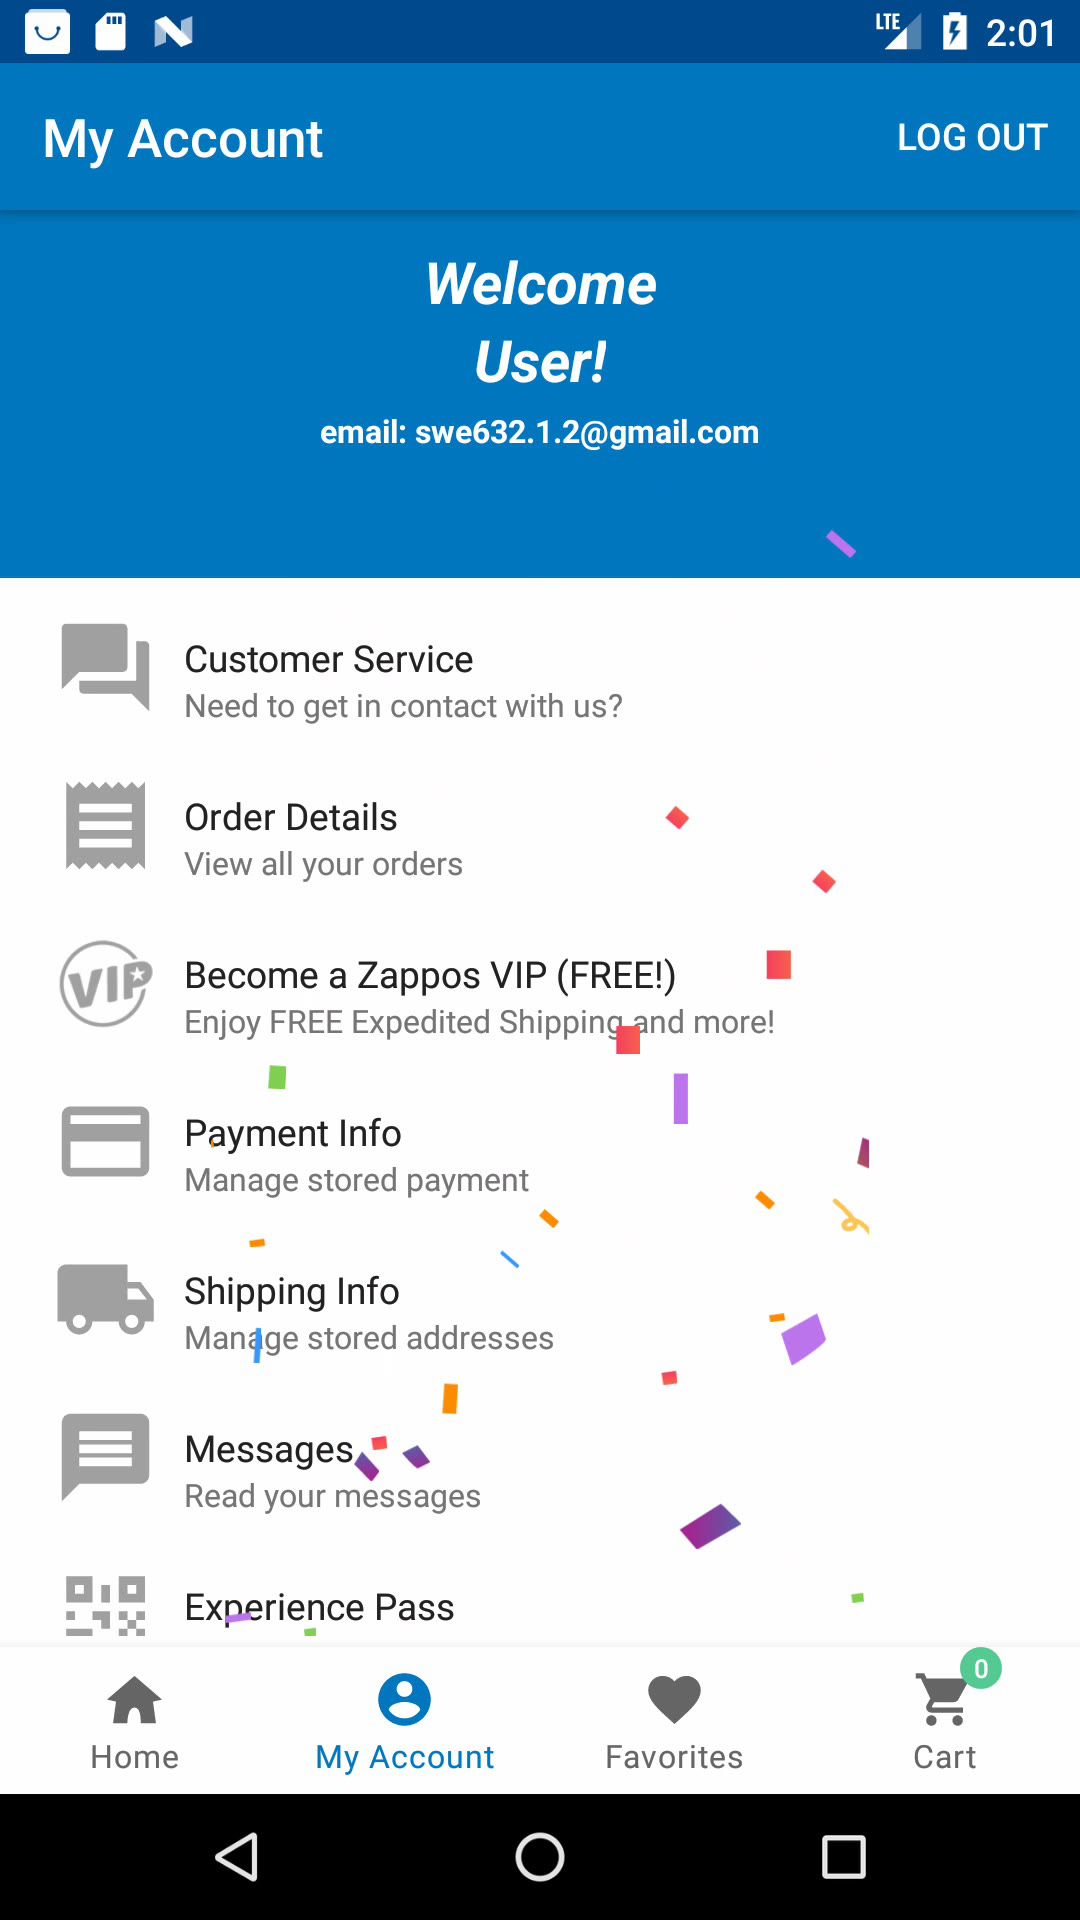 LTE 2:01
My Account LOG OUT
Welcome
User!
email: swe632.1.2@gmail.com
Customer Service
Need to get in contact with us?
Order Details
View all your orders
VIP
Become a Zappos VIP (FREE!)
Enjoy FREE Expedited Shipping and more!
Payment Info
Manage stored payment
Shipping Info
Manage stored addresses
Messages
Read your messages
Experience Pass
0
Home My Account Favorites Cart